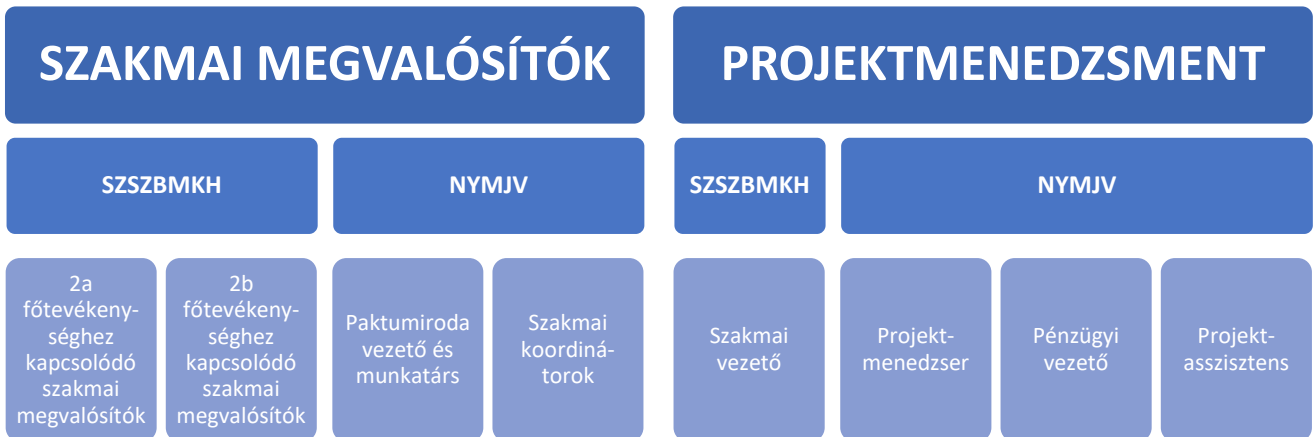 SZAKMAI MEGVALÓSÍTÓK
PROJEKTMENEDZSMENT
SZSZBMKH
NYMJV
SZSZBMKH
NYMJV
2a
főtevékeny-
séghez
kapcsolódó
szakmai
megvalósítók
2b
főtevékeny-
séghez
kapcsolódó
szakmai
megvalósítók
Paktumiroda
vezető és
munkatárs
Szakmai
koordiná-
torok
Szakmai
vezető
Projekt-
menedzser
Pénzügyi
vezető
Projekt-
asszisztens